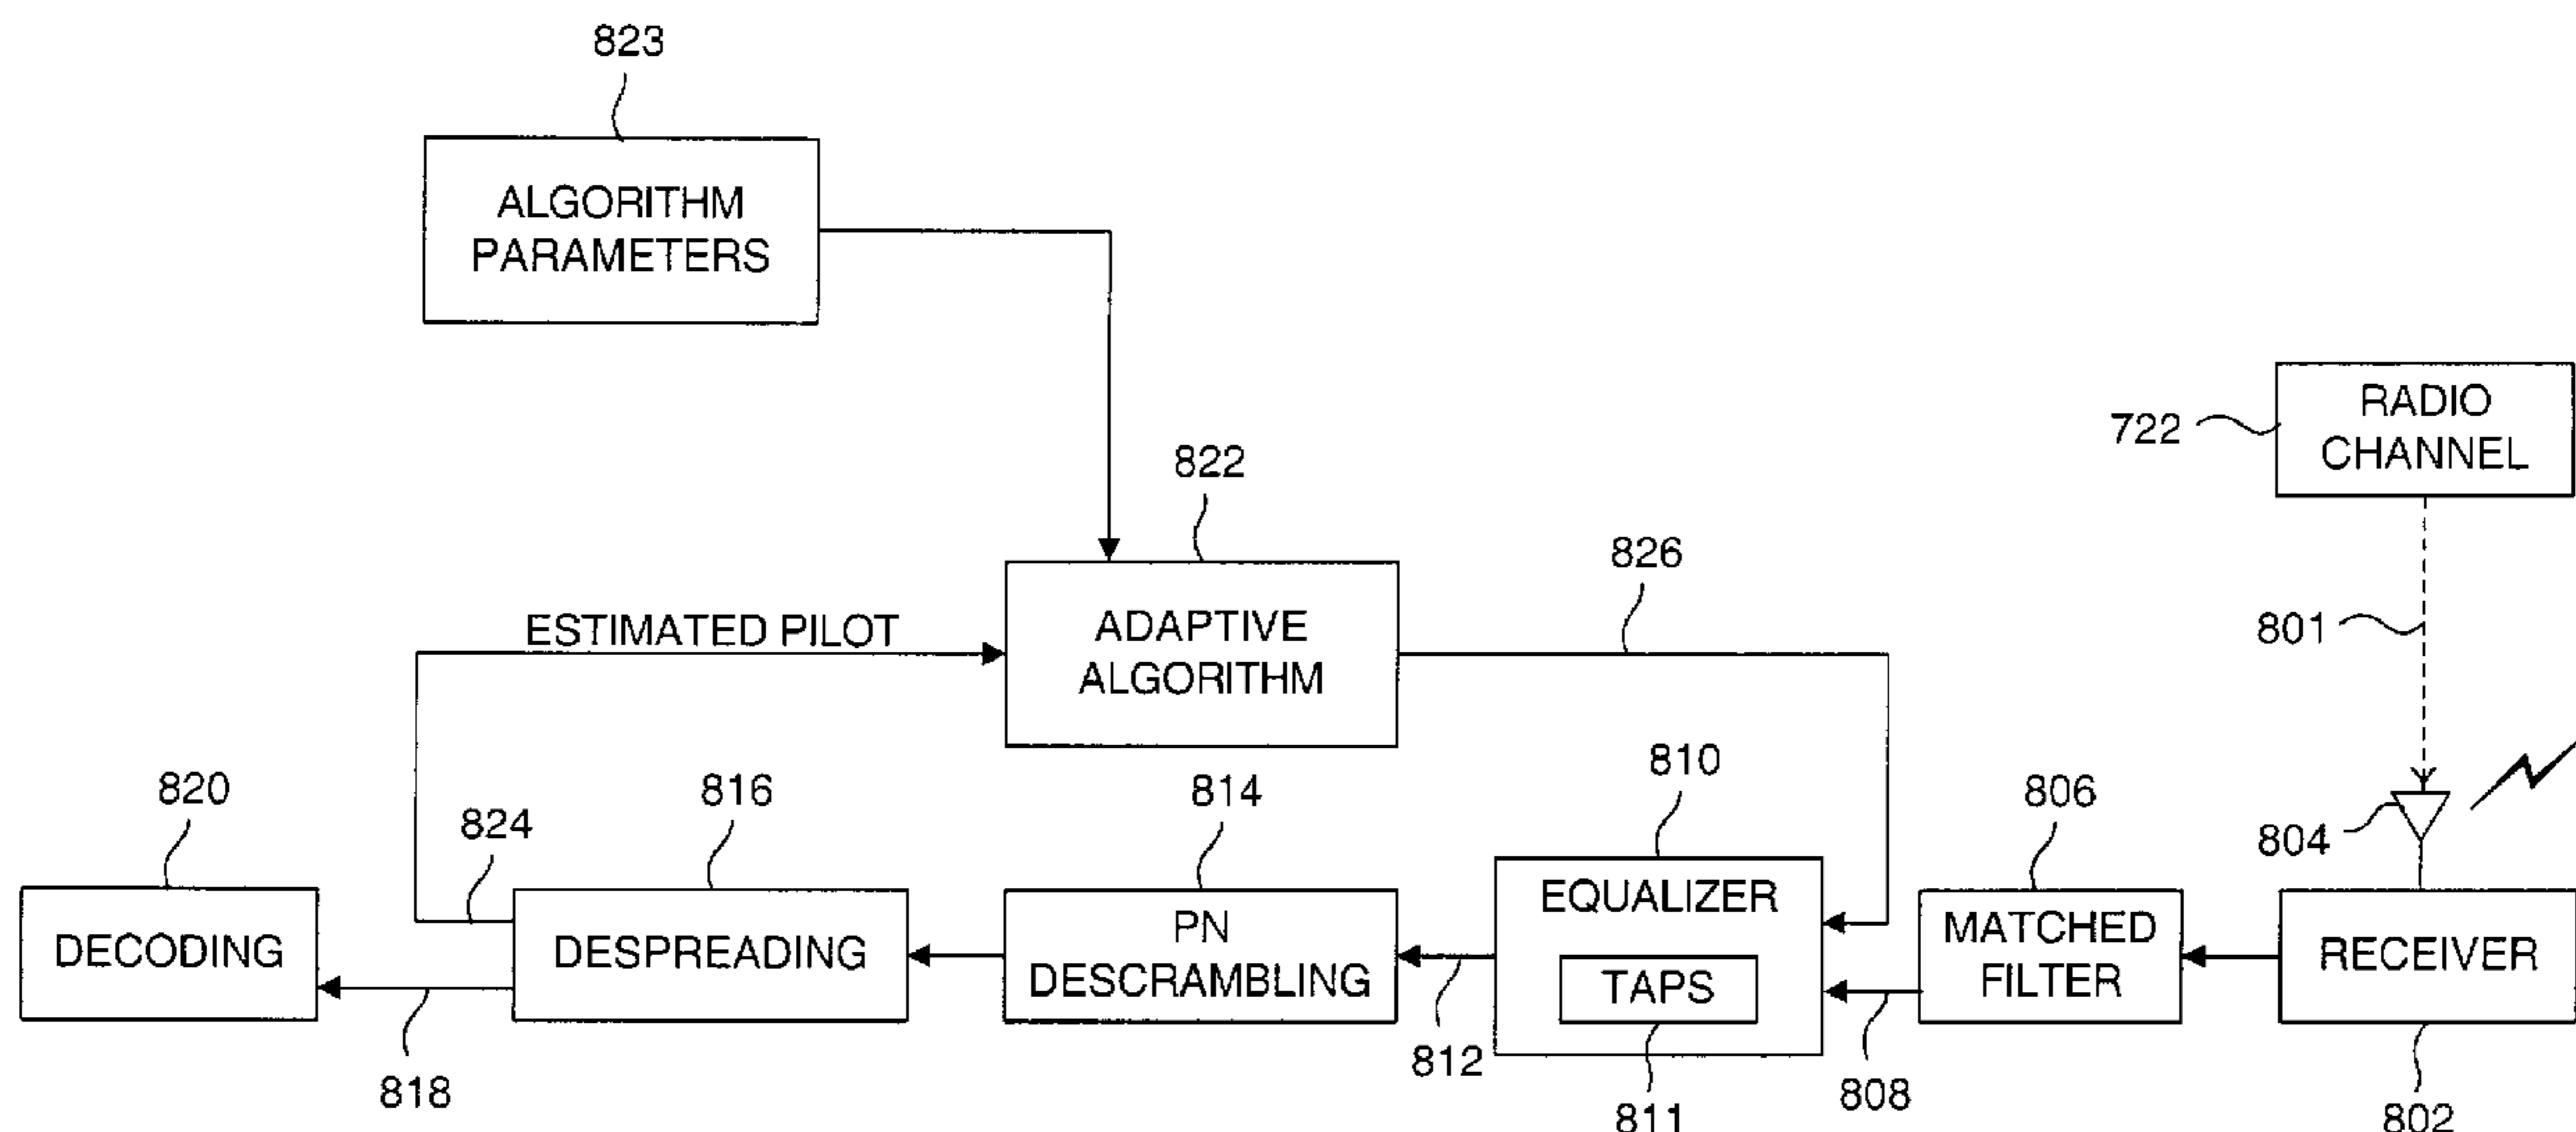 823
ALGORITHM
PARAMETERS
RADIO
CHANNEL
722
822
826
801
ESTIMATED PILOT
ADAPTIVE
ALGORITHM
820
824
816
814
810
806
804
DECODING
DESPREADING
PN
DESCRAMBLING
EQUALIZER
TAPS
MATCHED
FILTER
RECEIVER
818
812
811
808
802